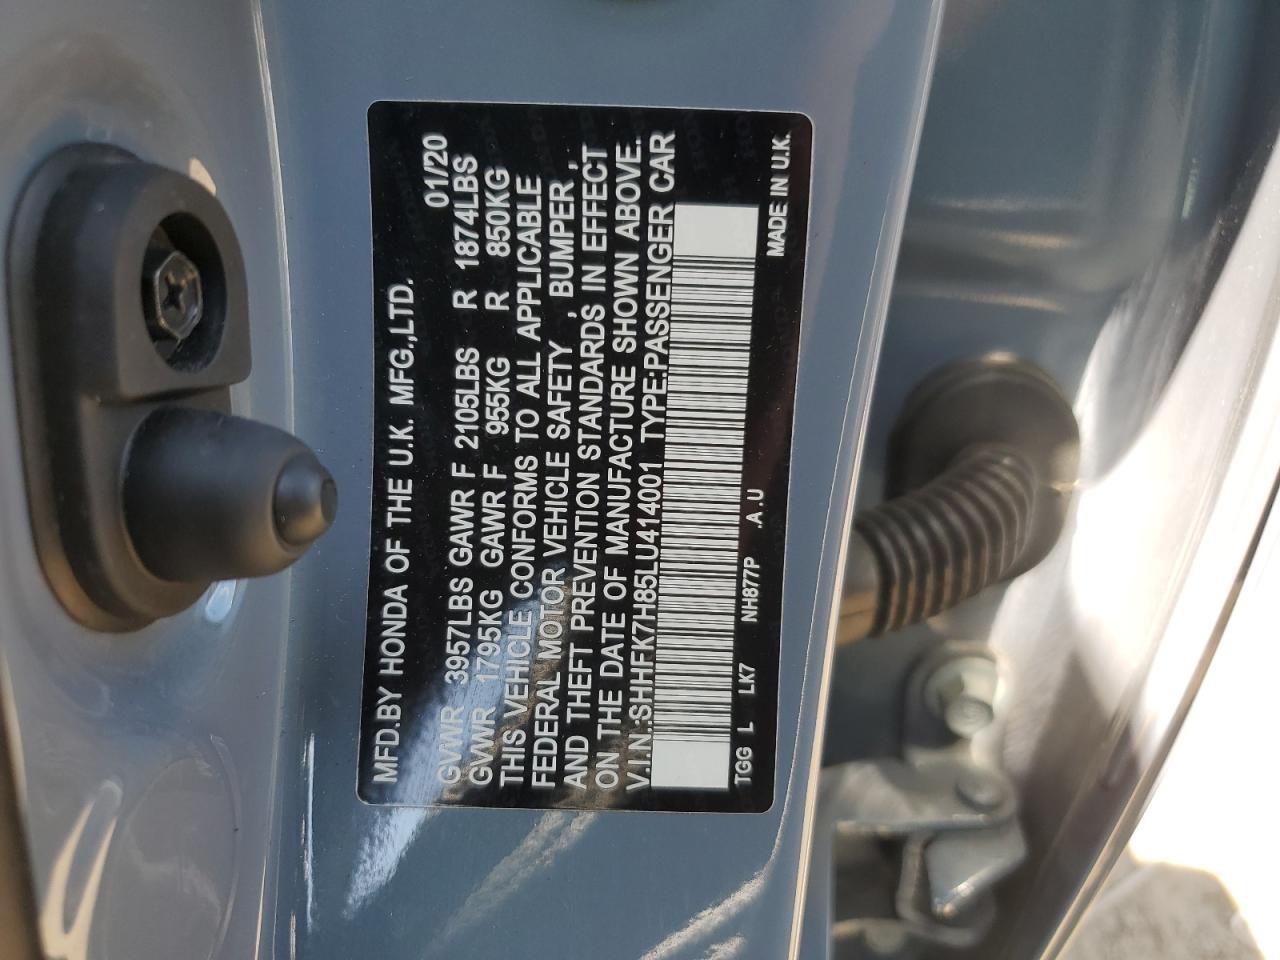 MFD.BY HONDA OF THE U.K. MFG.,LTD. 01/20
GVWR 3957LBS GAWR F 2105LBS R 1874LBS
GVWR 1795KG GAWR F 955KG R 850KG
THIS VEHICLE CONFORMS TO ALL APPLICABLE
FEDERAL MOTOR VEHICLE SAFETY , BUMPER ,
AND THEFT PREVENTION STANDARDS IN EFFECT
ON THE DATE OF MANUFACTURE SHOWN ABOVE.
V.I.N.:SHHFK7H85LU414001 TYPE:PASSENGER CAR
TGG L LK7 NH877P .A.U MADE IN U.K.